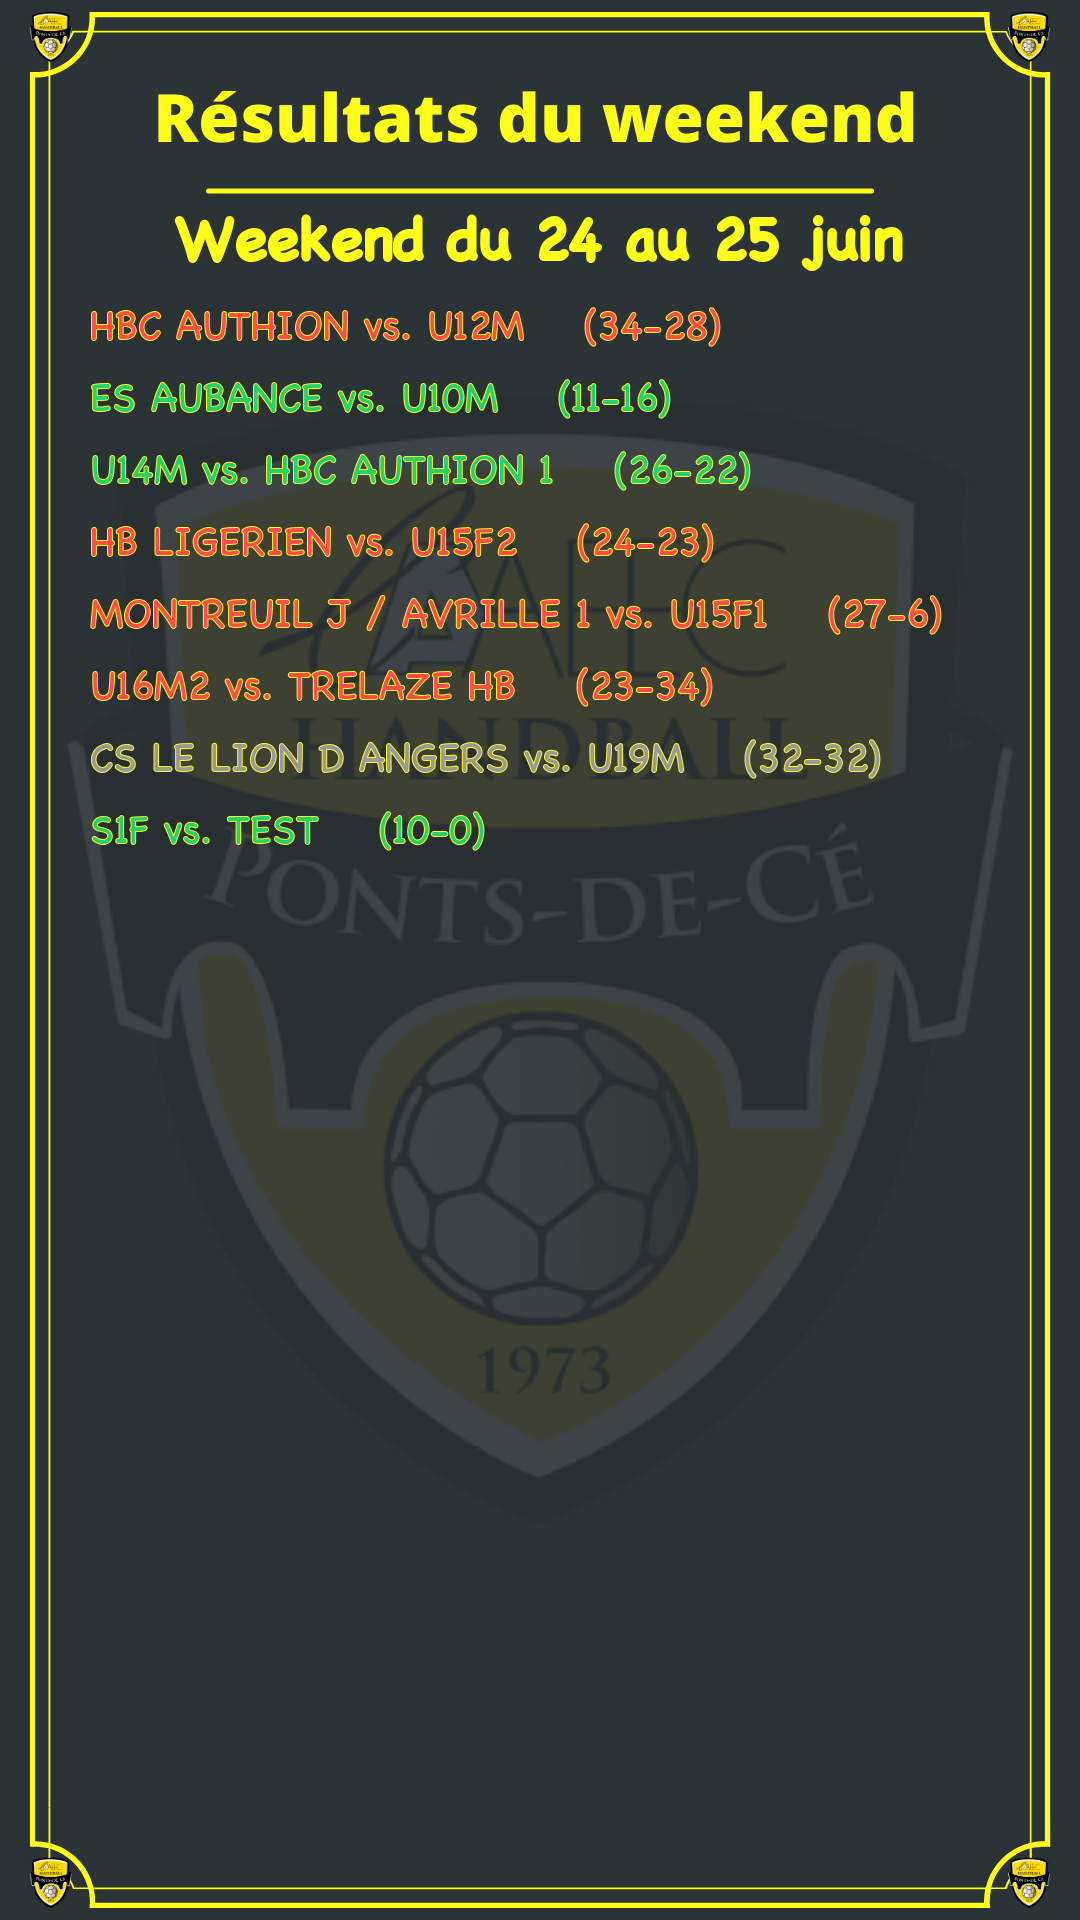 Résultats du weekend
Weekend du 24 au 25 juin
HBC AUTHION vs. U12M (34-28)
ES AUBANCE vs. U10M (11-16)
U14M vs. HBC AUTHION 1 (26-22)
HB LIGERIEN vs. U15F2 (24-23)
MONTREUIL J / AVRILLE 1 vs. U15F1 (27-6)
U16M2 vs. TRELAZE HB (23-34)
CS LE LION D ANGERS vs. U19M (32-32)
S1F vs. TEST (10-0)
AAEEC
HANDBALL
PONTS-DE-CÉ
1973